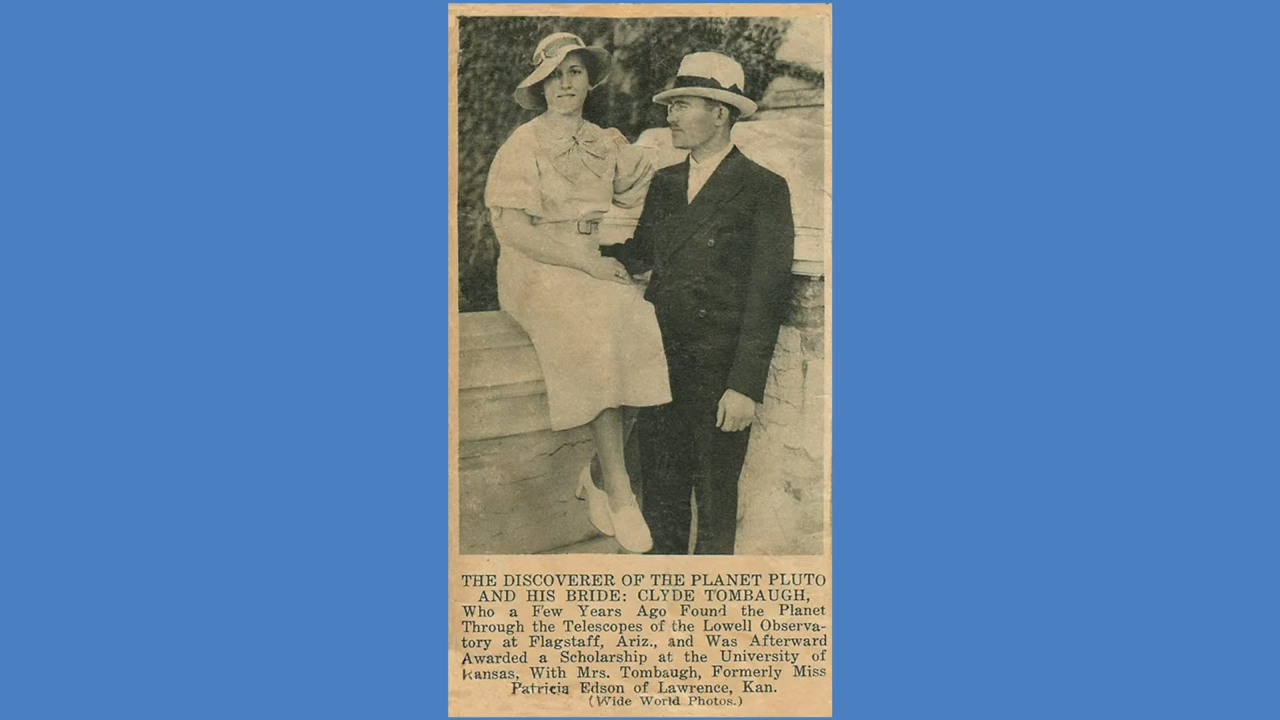 THE DISCOVERER OF THE PLANET PLUTO
AND HIS BRIDE: CLYDE TOMBAUGH,
Who a Few Years Ago Found the Planet
Through the Telescopes of the Lowell Observa-
tory at Flagstaff, Ariz., and Was Afterward
Awarded a Scholarship at the University of
Kansas, With Mrs. Tombaugh, Formerly Miss
Patricia Edson of Lawrence, Kan.
(Wide World Photos.)